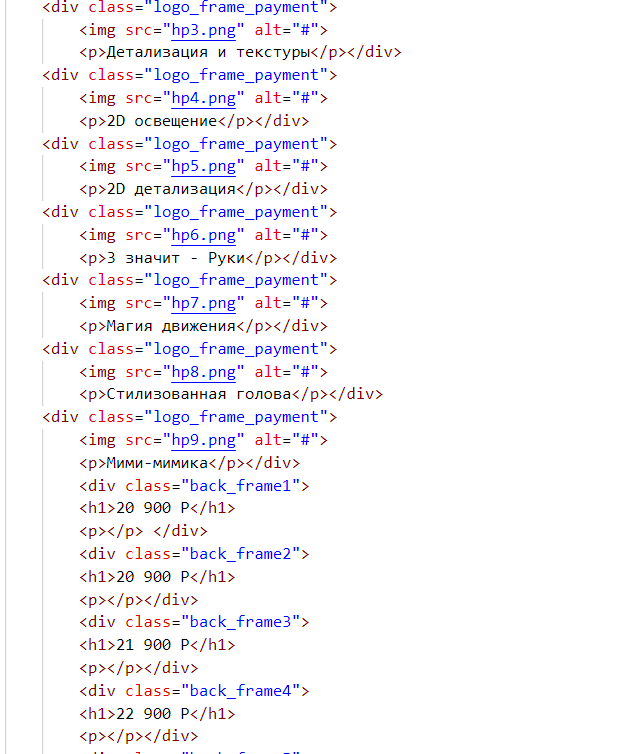 <div class="logo_frame_payment">
<img src="hp3.png" alt="#">
<p>Детализация и текстуры</p></div>
<div class="logo_frame_payment">
<img src="hp4.png" alt="#">
<p>2D освещение</p></div>
<div class="logo_frame_payment">
<img src="hp5.png" alt="#">
<p>2D детализация</p></div>
<div class="logo_frame_payment">
<img src="hp6.png" alt="#">
<p>3 значит - Руки</p></div>
<div class="logo_frame_payment">
<img src="hp7.png" alt="#">
<p>Магия движения</p></div>
<div class="logo_frame_payment">
<img src="hp8.png" alt="#">
<p>Стилизованная голова</p></div>
<div class="logo_frame_payment">
<img src="hp9.png" alt="#">
<p>Мими-мимика</p></div>
<div class="back_frame1">
<h1>20 900 Р</h1>
<p></p> </div>
<div class="back_frame2">
<h1>20 900 Р</h1>
<p></p></div>
<div class="back_frame3">
<h1>21 900 Р</h1>
<p></p></div>
<div class="back_frame4">
<h1>22 900 Р</h1>
<p></p></div>